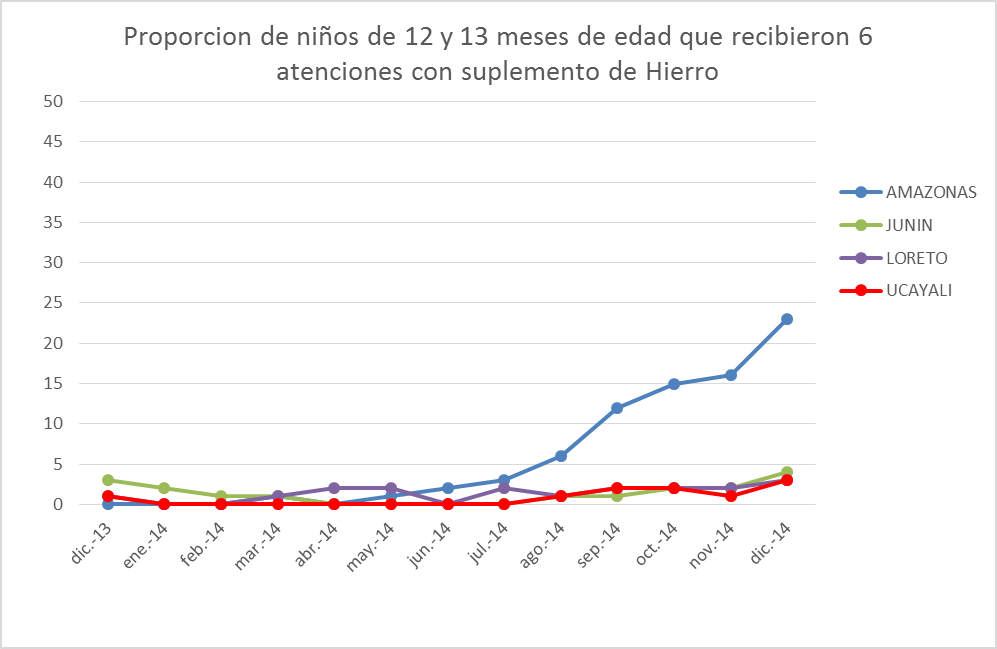 Proporcion de niños de 12 y 13 meses de edad que recibieron 6
atenciones con suplemento de Hierro
50
45
40
35
30
25
20
15
10
5
0
dic.-13
ene.-14
feb.-14
mar.-14
abr.-14
may.-14
jun.-14
jul.-14
ago.-14
sep.-14
oct.-14
nov.-14
dic.-14
AMAZONAS
JUNIN
LORETO
UCAYALI